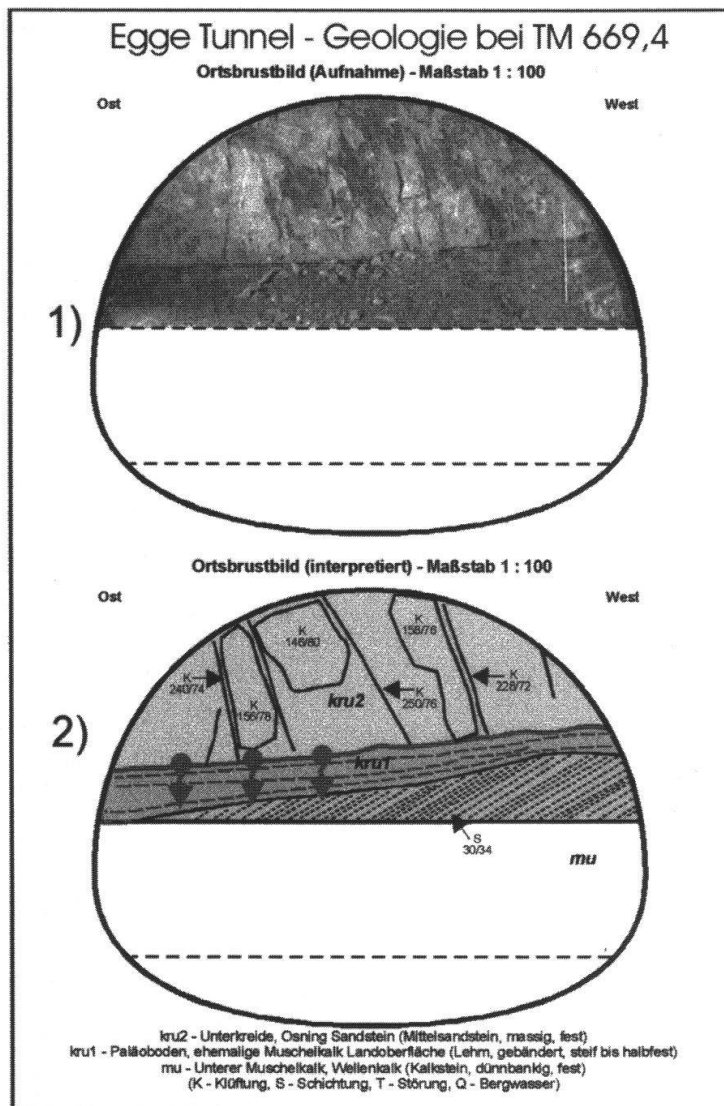 Egge Tunnel - Geologie bei TM 669,4
Ortsbrustbild (Aufnahme) - Maßstab 1 : 100
Ost West
1)
Ortsbrustbild (interpretiert) - Maßstab 1 : 100
Ost West
K
146/80
K
158/76
K
240/74
K
228/72
K
250/76
K
156/78
kru2
2)
kru1
S
30/34
mu
kru2 - Unterkreide, Osning Sandstein (Mittelsandstein, massig, fest)
kru1 - Paläoboden, ehemalige Muschelkalk Landoberfläche (Lehm, gebändert, steif bis halbfest)
mu - Unterer Muschelkalk, Wellenkalk (Kalkstein, dünnbankig, fest)
(K - Klüftung, S - Schichtung, T - Störung, Q - Bergwasser)